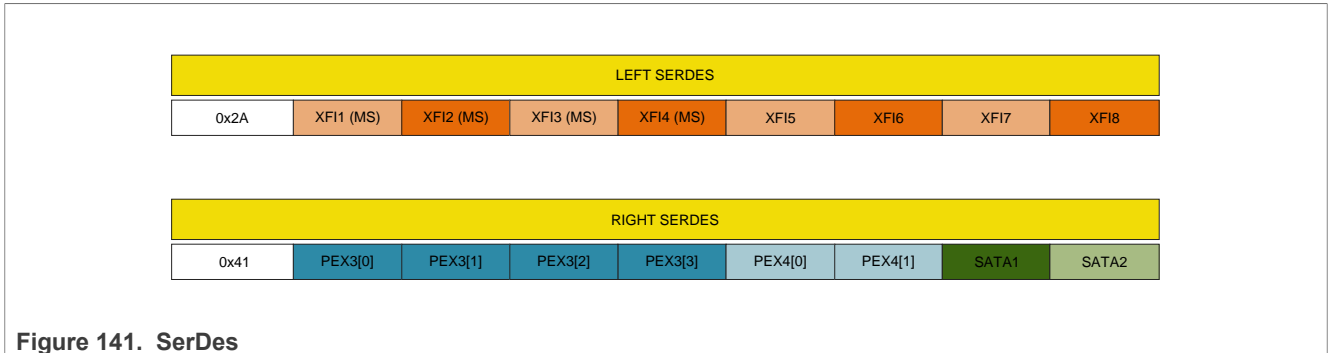 LEFT SERDES
0x2A XFI1 (MS) XFI2 (MS) XFI3 (MS) XFI4 (MS) XFI5 XFI6 XFI7 XFI8
RIGHT SERDES
0x41 PEX3[0] PEX3[1] PEX3[2] PEX3[3] PEX4[0] PEX4[1] SATA1 SATA2
Figure 141. SerDes